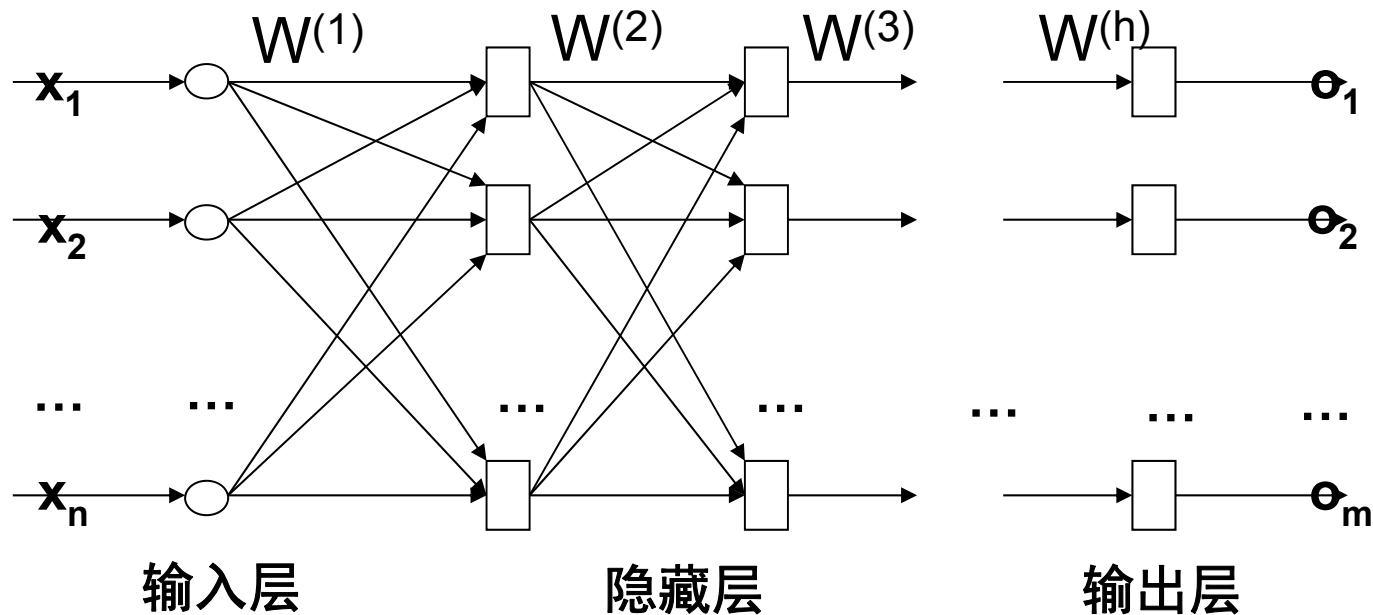 W(1) W(2) W(3) W(h)
x1 o1
x2 o2
... ... ... ... ... ... ...
xn om
输入层 隐藏层 输出层